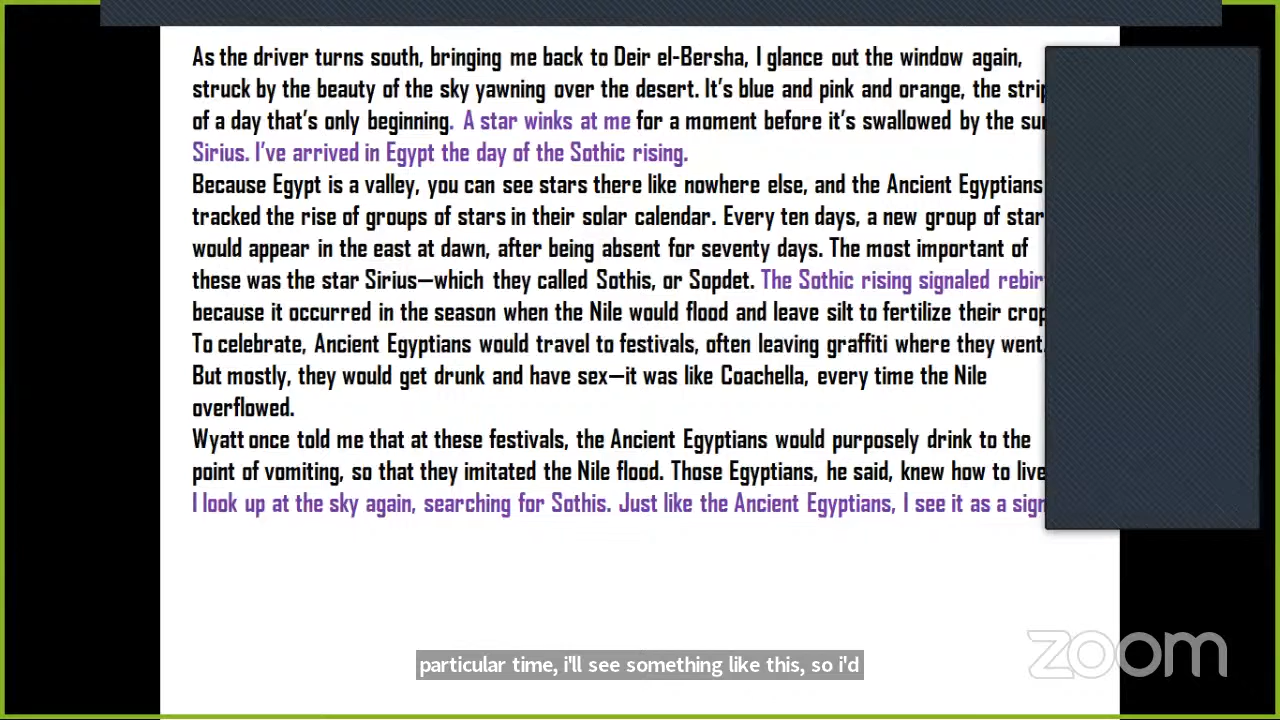 As the driver turns south, bringing me back to Deir el-Bersha, I glance out the window again,
struck by the beauty of the sky yawning over the desert. It's blue and pink and orange, the strip
of a day that's only beginning. A star winks at me for a moment before it's swallowed by the
Sirius. I've arrived in Egypt the day of the Sothic rising.
Because Egypt is a valley, you can see stars there like nowhere else, and the Ancient Egyptians
tracked the rise of groups of stars in their solar calendar. Every ten days, a new group of star
would appear in the east at dawn, after being absent for seventy days. The most important of
these was the star Sirius—which they called Sothis, or Sopdet. The Sothic rising signaled
because it occurred in the season when the Nile would flood and leave silt to fertilize their crop
To celebrate, Ancient Egyptians would travel to festivals, often leaving graffiti where they went.
But mostly, they would get drunk and have sex—it was like Coachella, every time the Nile
overflowed.
Wyatt once told me that at these festivals, the Ancient Egyptians would purposely drink to the
point of vomiting, so that they imitated the Nile flood. Those Egyptians, he said, knew how to live
I look up at the sky again, searching for Sothis. Just like the Ancient Egyptians, I see it as a sign
particular time, i'll see something like this, so i'd
zoom